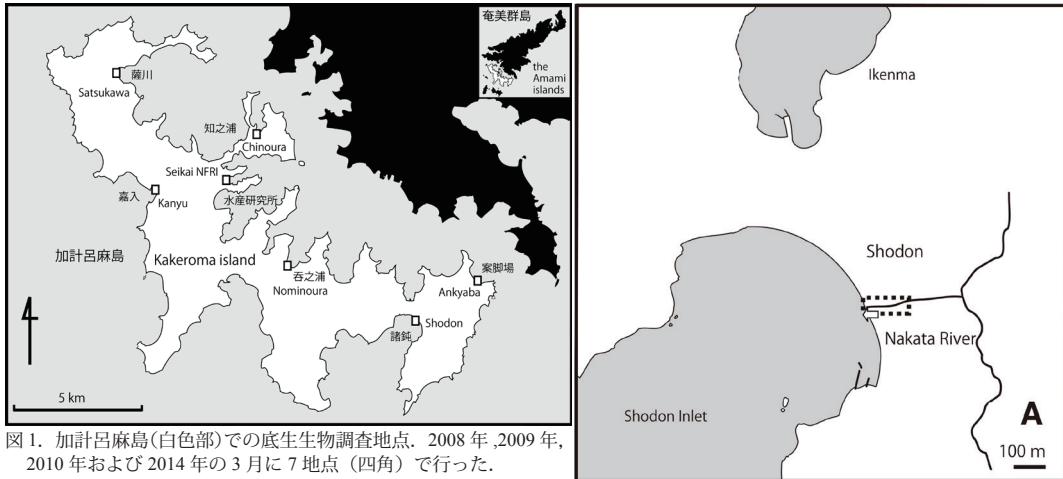 奄美群島
the
Amami
islands
薩川
Satsukawa
知之浦
Chinoura
Seikai NFRI
水産研究所
嘉入
Kanyu
加計呂麻島
Kakeroma island
呑之浦
Nominoura
案脚場
Ankyaba
Shodon
諸鈍
5 km
図 1．加計呂麻島（白色部）での底生生物調査地点．2008 年 ,2009 年,
2010 年および 2014 年の 3 月に 7 地点（四角）で行った．
Ikenma
Shodon
Nakata River
Shodon Inlet
A
100 m